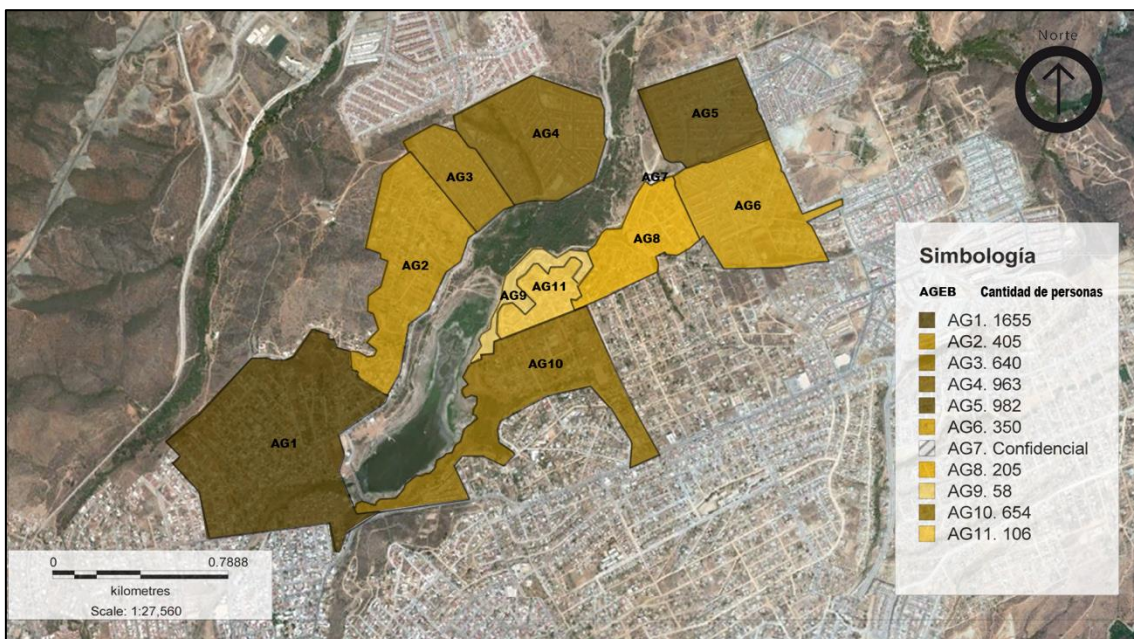 Norte
AG4
AG5
AG3
AG7
AG6
AG2
AG8
AG9
AG11
AG10
AG1
Simbología
AGEB Cantidad de personas
AG1. 1655
AG2. 405
AG3. 640
AG4. 963
AG5. 982
AG6. 350
AG7. Confidencial
AG8. 205
AG9. 58
AG10. 654
AG11. 106
0 0.7888
kilometres
Scale: 1:27,560